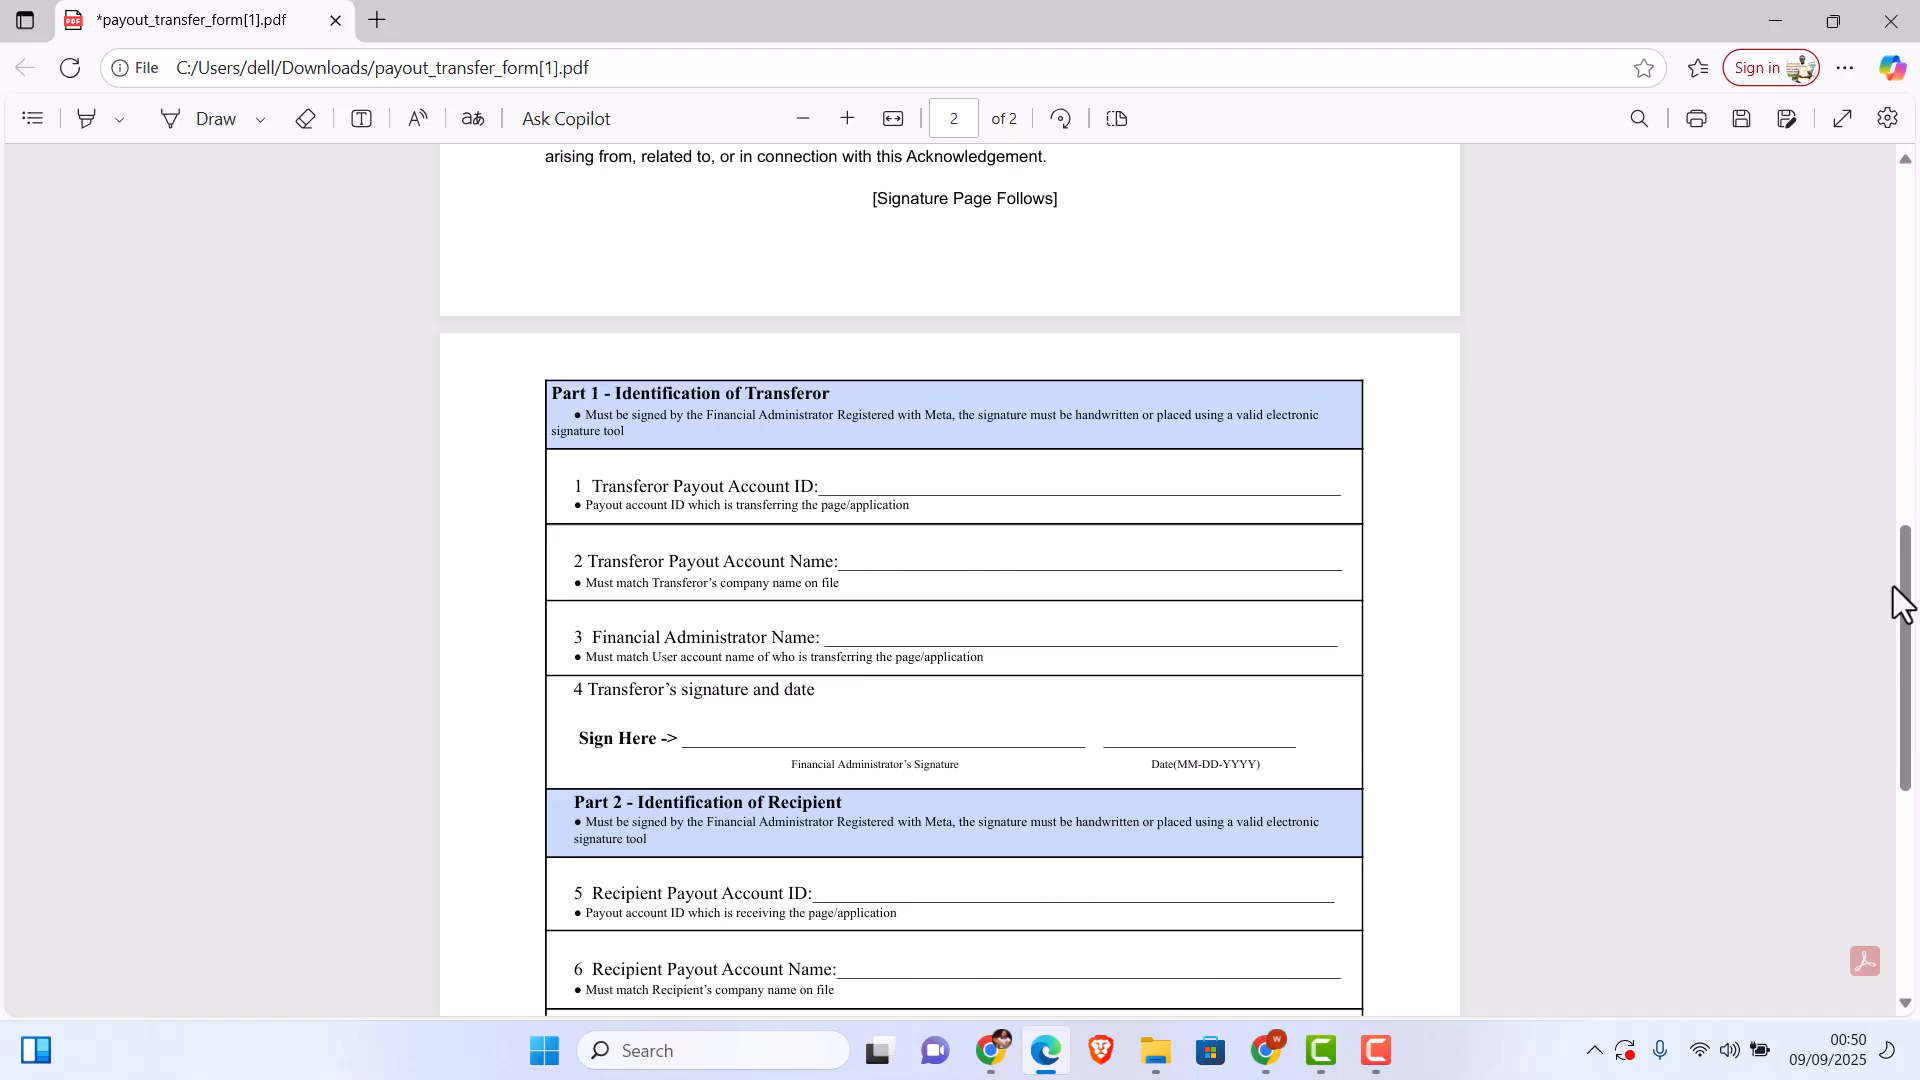 *payout_transfer_form[1].pdf
File C:/Users/dell/Downloads/payout_transfer_form[1].pdf
Sign in
Draw
aあ
Ask Copilot
2 of 2
arising from, related to, or in connection with this Acknowledgement.
[Signature Page Follows]
Part 1 - Identification of Transferor
● Must be signed by the Financial Administrator Registered with Meta, the signature must be handwritten or placed using a valid electronic
signature tool
1 Transferor Payout Account ID:
● Payout account ID which is transferring the page/application
2 Transferor Payout Account Name:
● Must match Transferor’s company name on file
3 Financial Administrator Name:
● Must match User account name of who is transferring the page/application
4 Transferor’s signature and date
Sign Here ->
Financial Administrator’s Signature Date(MM-DD-YYYY)
Part 2 - Identification of Recipient
● Must be signed by the Financial Administrator Registered with Meta, the signature must be handwritten or placed using a valid electronic
signature tool
5 Recipient Payout Account ID:
● Payout account ID which is receiving the page/application
6 Recipient Payout Account Name:
● Must match Recipient’s company name on file
Search
00:50
09/09/2025